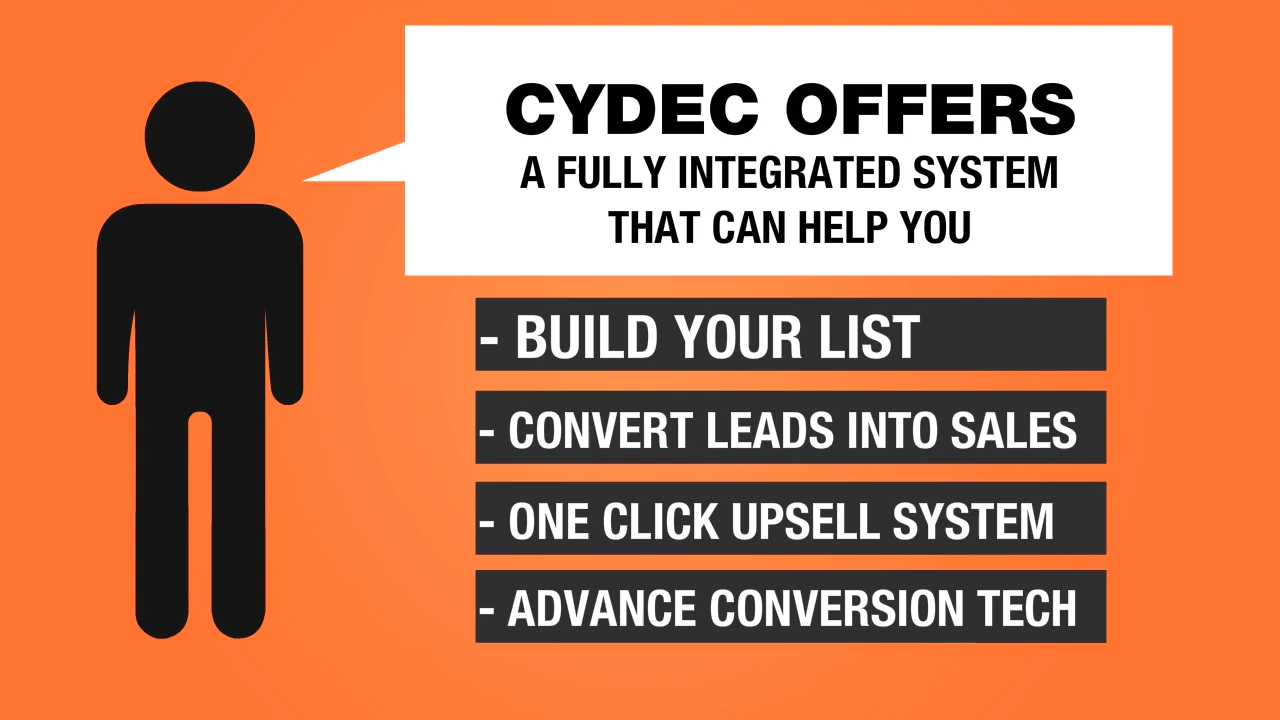 CYDEC OFFERS
A FULLY INTEGRATED SYSTEM
THAT CAN HELP YOU
- BUILD YOUR LIST
- CONVERT LEADS INTO SALES
- ONE CLICK UPSELL SYSTEM
- ADVANCE CONVERSION TECH